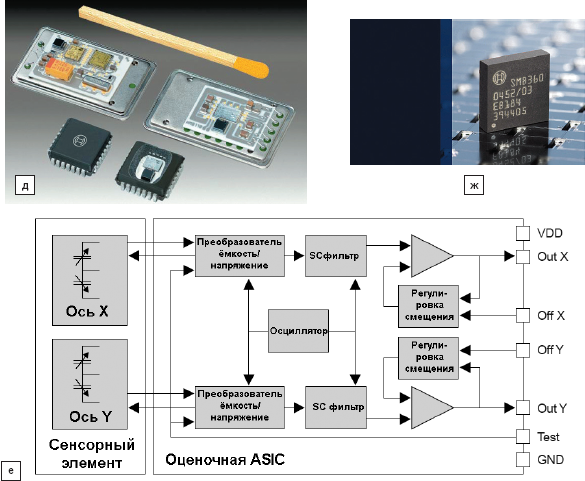 д
SMB360
0452/03
E8184
394405
ж
Преобразователь
ёмкость/
напряжение
SCфильтр
VDD
Out X
Ось X
Регули-
ровка
смещения
Off X
Осциллятор
Регули-
ровка
смещения
Off Y
Ось Y
Преобразователь
ёмкость/
напряжение
SC фильтр
Out Y
Test
Сенсорный
элемент
Оценочная ASIC
GND
е